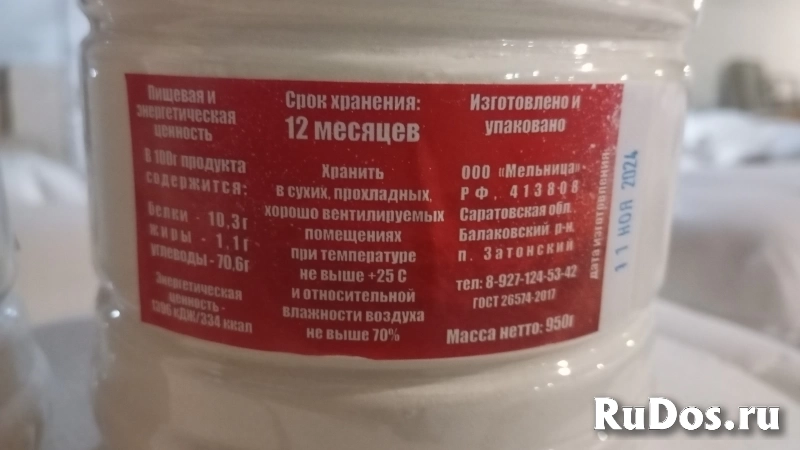 Пищевая и
энергетическая
ценность
В 100г продукта
содержится:
белки - 10,3г
жиры - 1,1г
углеводы - 70,6г
Энергетическая
ценность -
1396 кДЖ/334 ккал
Срок хранения:
12 месяцев
Хранить
в сухих, прохладных,
хорошо вентилируемых
помещениях
при температуре
не выше +25 С
и относительной
влажности воздуха
не выше 70%
Изготовлено и
упаковано
ООО «Мельница»
РФ, 413808
Саратовская обл.
Балаковский р-н.
п. Затонский
тел: 8-927-124-53-42
ГОСТ 26574-2017
Масса нетто: 950г
дата изготовления:
11 НОЯ 2024
RuDos.ru